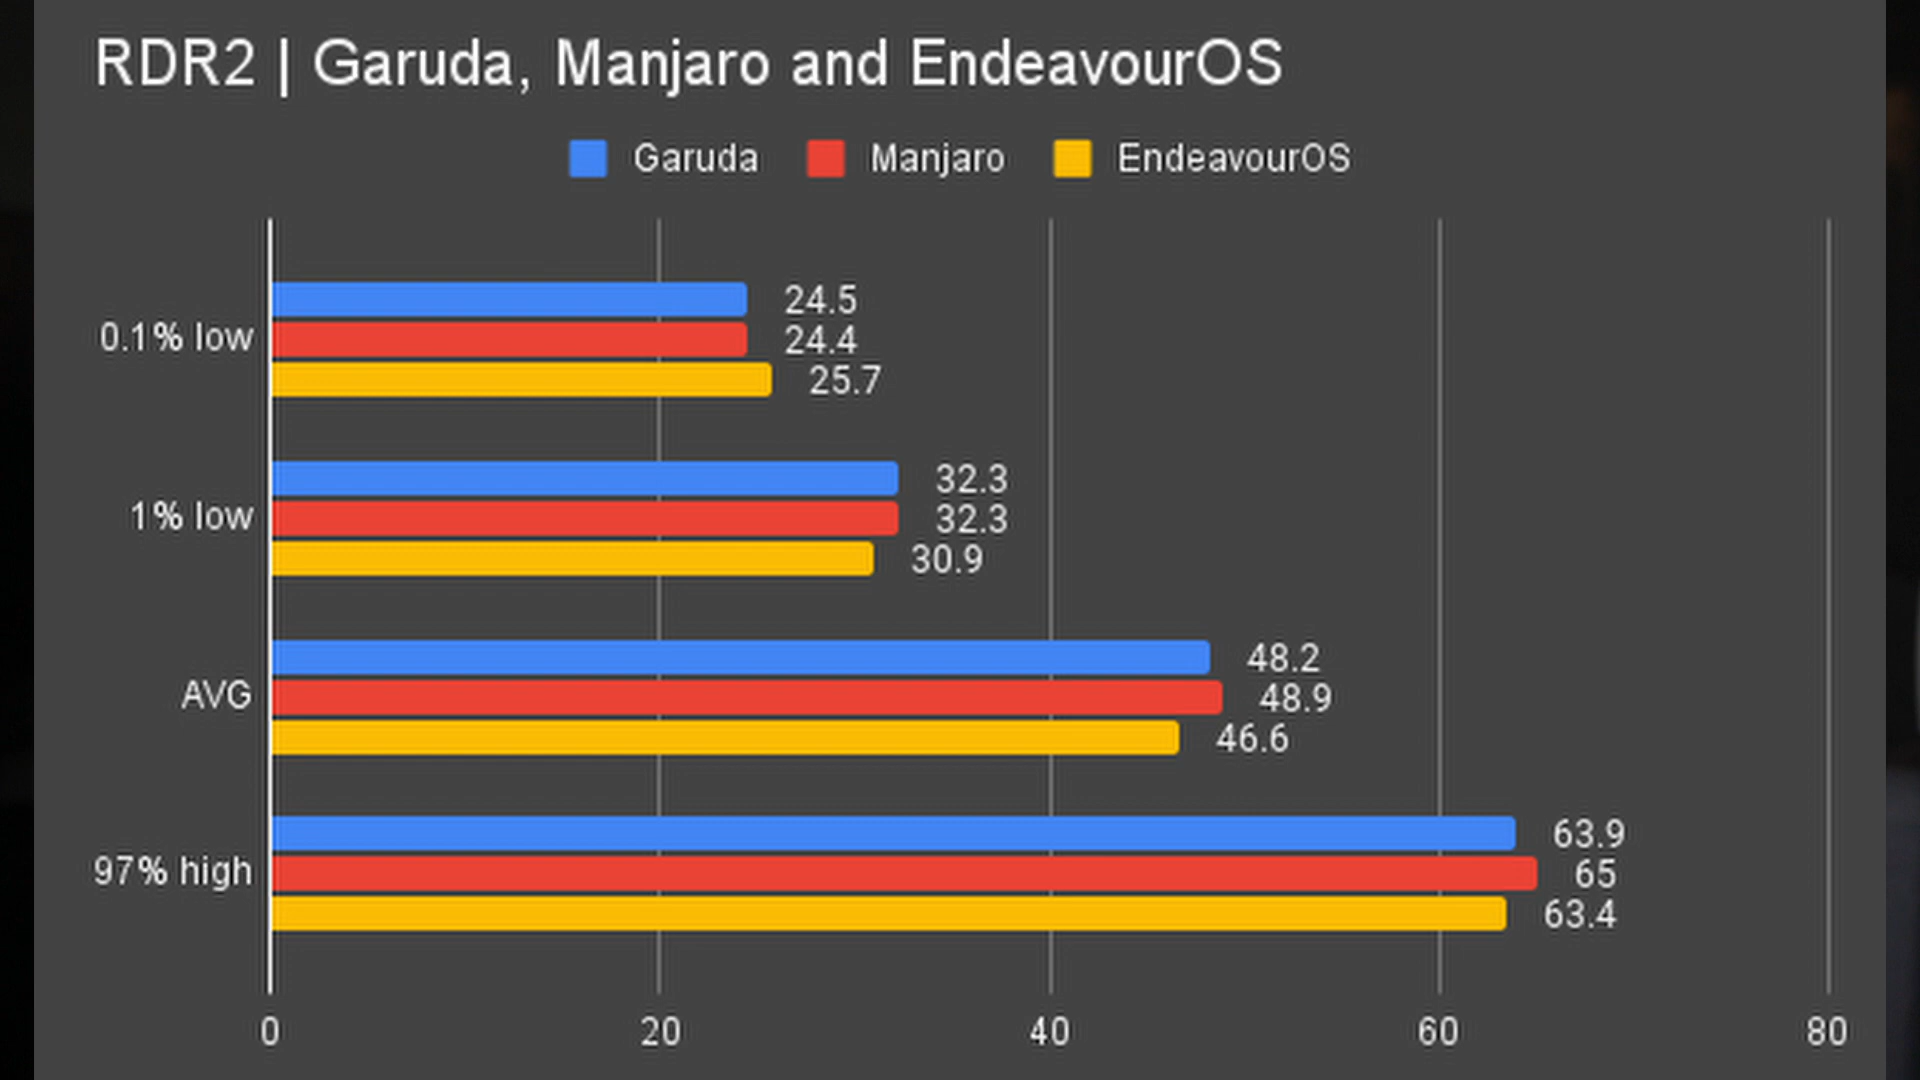 RDR2 | Garuda, Manjaro and EndeavourOS
Garuda Manjaro EndeavourOS
0.1% low
24.5
24.4
25.7
1% low
32.3
32.3
30.9
AVG
48.2
48.9
46.6
97% high
63.9
65
63.4
0 20 40 60 80